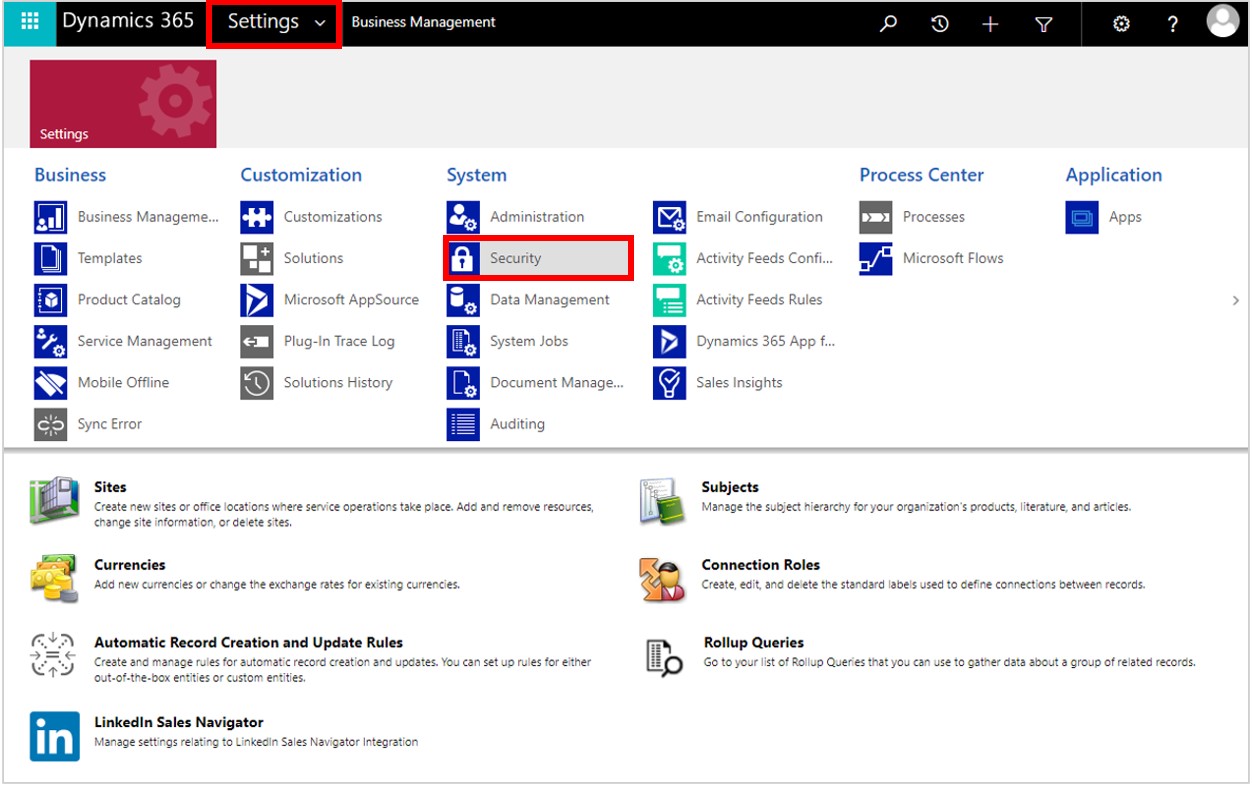 Dynamics 365 Settings Business Management
Settings
Business
Business Manageme...
Templates
Product Catalog
Service Management
Mobile Offline
Sync Error
Customization
Customizations
Solutions
Microsoft AppSource
Plug-In Trace Log
Solutions History
System
Administration
Security
Data Management
System Jobs
Document Manage...
Auditing
Email Configuration
Activity Feeds Confi...
Activity Feeds Rules
Dynamics 365 App f...
Sales Insights
Process Center
Processes
Microsoft Flows
Application
Apps
Sites
Create new sites or office locations where service operations take place. Add and remove resources,
change site information, or delete sites.
Subjects
Manage the subject hierarchy for your organization's products, literature, and articles.
Currencies
Add new currencies or change the exchange rates for existing currencies.
Connection Roles
Create, edit, and delete the standard labels used to define connections between records.
Automatic Record Creation and Update Rules
Create and manage rules for automatic record creation and updates. You can set up rules for either
out-of-the-box entities or custom entities.
Rollup Queries
Go to your list of Rollup Queries that you can use to gather data about a group of related records.
in
LinkedIn Sales Navigator
Manage settings relating to LinkedIn Sales Navigator Integration